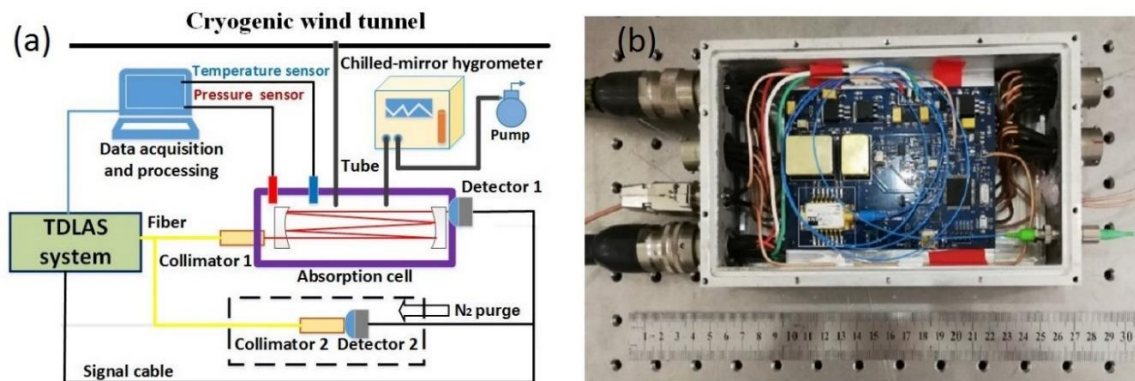 Cryogenic wind tunnel
(a)
Temperature sensor
Pressure sensor
Chilled-mirror hygrometer
Pump
Data acquisition
and processing
Tube
Detector 1
TDLAS
system
Fiber
Collimator 1
Absorption cell
N2 purge
Collimator 2
Detector 2
Signal cable
(b)
1 2 3 4 5 6 7 8 9 10 11 12 13 14 15 16 17 18 19 20 21 22 23 24 25 26 27 28 29 30